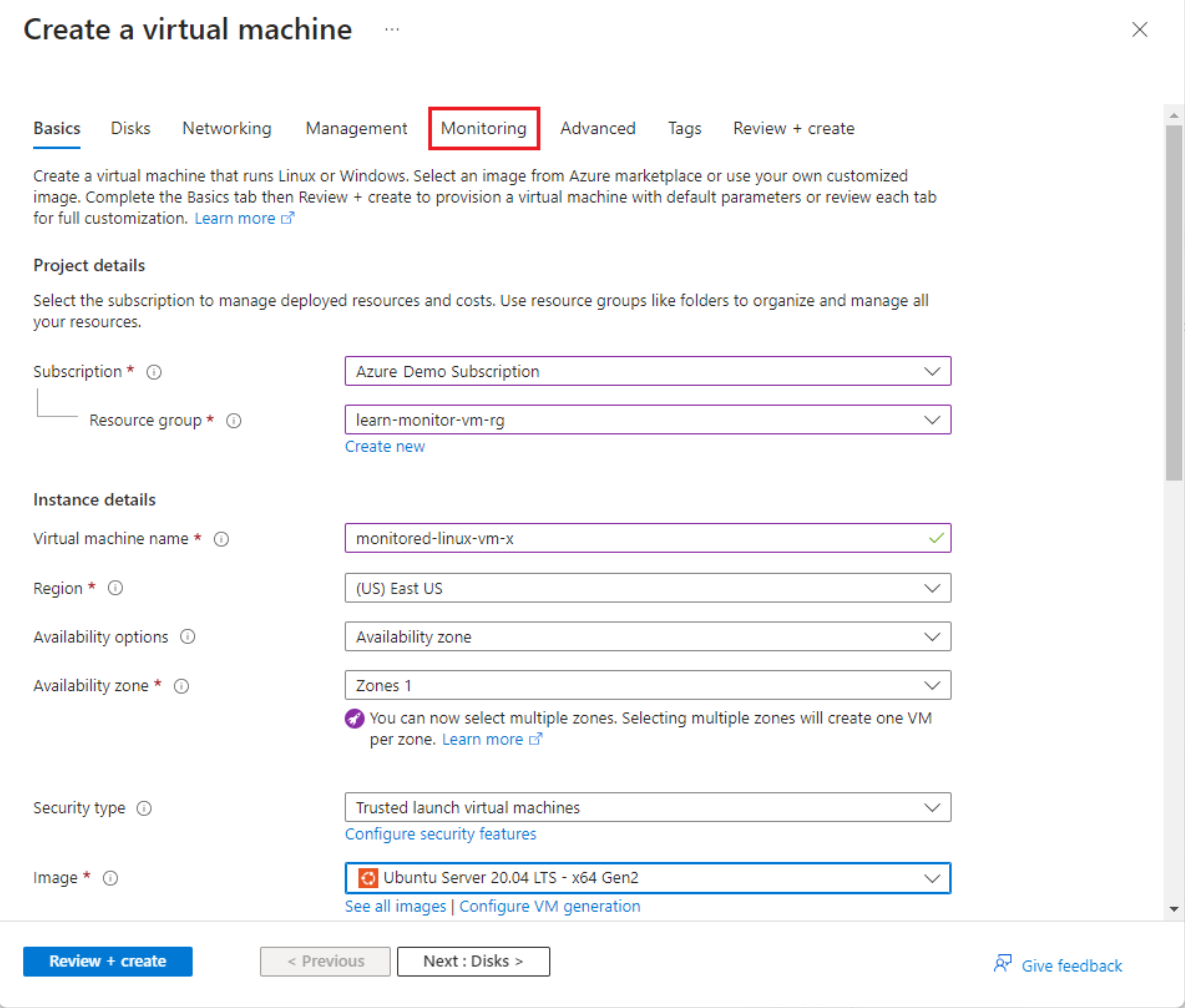 Create a virtual machine ...
Basics Disks Networking Management Monitoring Advanced Tags Review + create
Create a virtual machine that runs Linux or Windows. Select an image from Azure marketplace or use your own customized
image. Complete the Basics tab then Review + create to provision a virtual machine with default parameters or review each tab
for full customization. Learn more
Project details
Select the subscription to manage deployed resources and costs. Use resource groups like folders to organize and manage all
your resources.
Subscription * Azure Demo Subscription
Resource group * learn-monitor-vm-rg
Create new
Instance details
Virtual machine name * monitored-linux-vm-x
Region * (US) East US
Availability options Availability zone
Availability zone * Zones 1
You can now select multiple zones. Selecting multiple zones will create one VM
per zone. Learn more
Security type Trusted launch virtual machines
Configure security features
Image * Ubuntu Server 20.04 LTS - x64 Gen2
See all images | Configure VM generation
Review + create < Previous Next : Disks > Give feedback